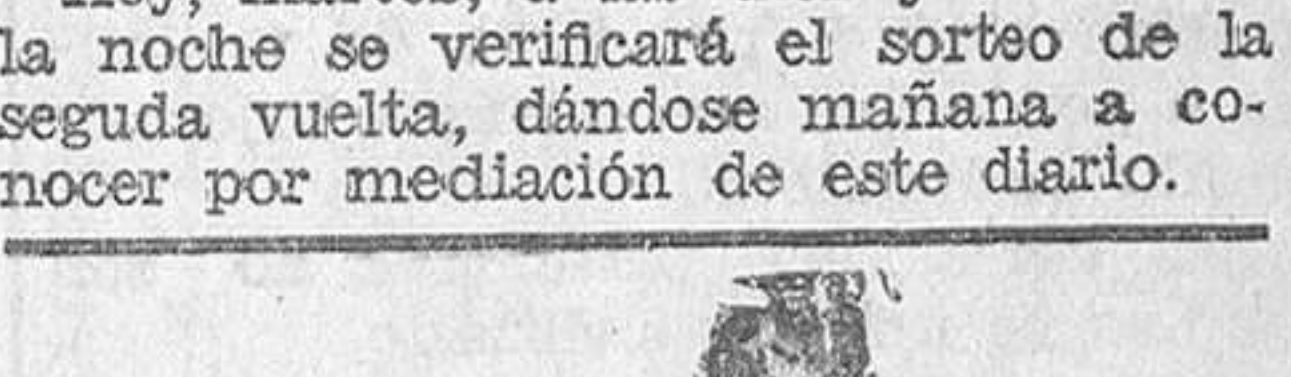 la noche se verificará el sorteo de la
seguda vuelta, dándose mañana a co-
nocer por mediación de este diario.